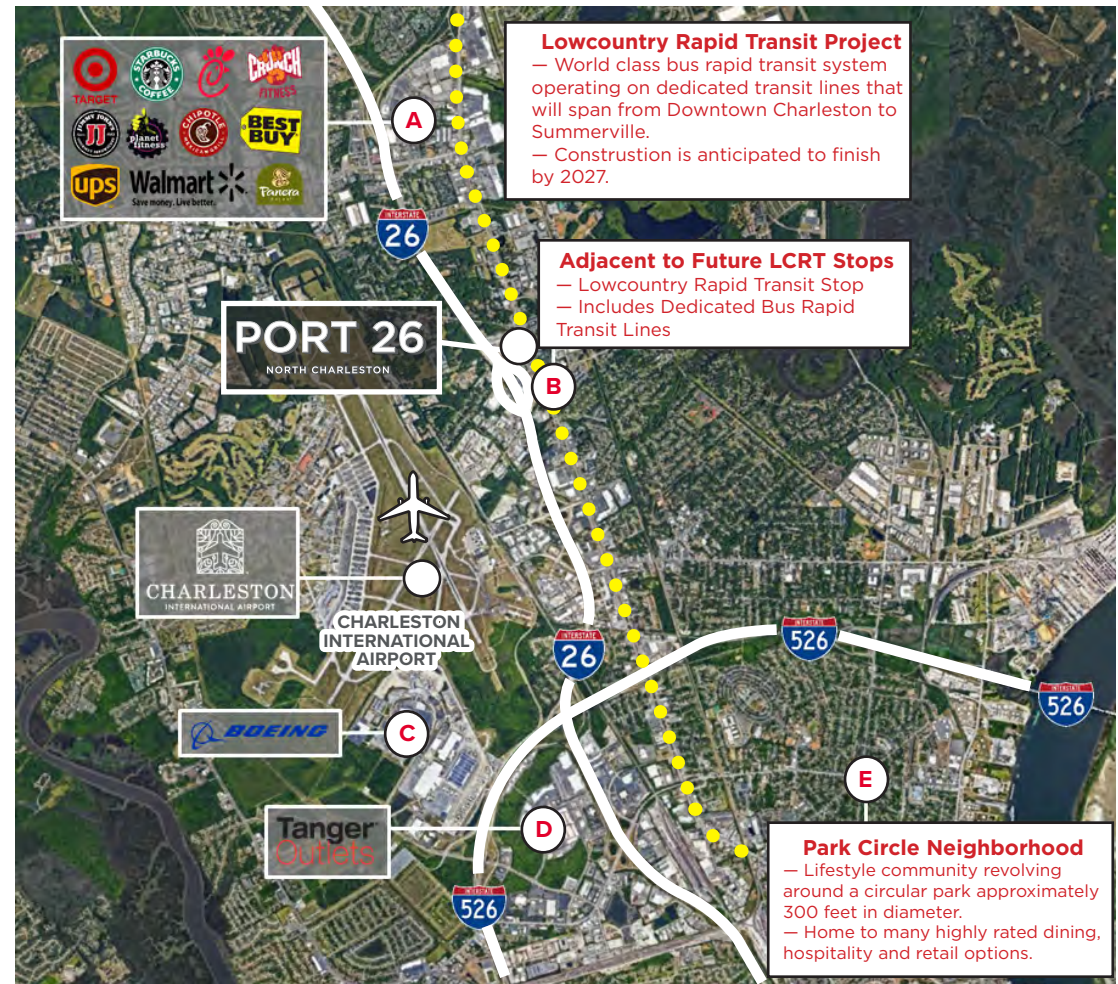 TARGET
STARBUCKS
COFFEE
CRUNCH
FITNESS
JIMMY JOHN'S
JJ
planet
fitness
CHIPOTLE
MEXICAN GRILL
BEST
BUY
ups
Walmart
Save money. Live better.
Panera
BREAD
A
Lowcountry Rapid Transit Project
— World class bus rapid transit system
operating on dedicated transit lines that
will span from Downtown Charleston to
Summerville.
— Construstion is anticipated to finish
by 2027.
INTERSTATE
26
Adjacent to Future LCRT Stops
— Lowcountry Rapid Transit Stop
— Includes Dedicated Bus Rapid
Transit Lines
PORT 26
NORTH CHARLESTON
B
CHARLESTON
INTERNATIONAL AIRPORT
CHARLESTON
INTERNATIONAL
AIRPORT
INTERSTATE
26
INTERSTATE
526
INTERSTATE
526
BOEING
C
E
Tanger
Outlets
D
Park Circle Neighborhood
— Lifestyle community revolving
around a circular park approximately
300 feet in diameter.
— Home to many highly rated dining,
hospitality and retail options.
INTERSTATE
526